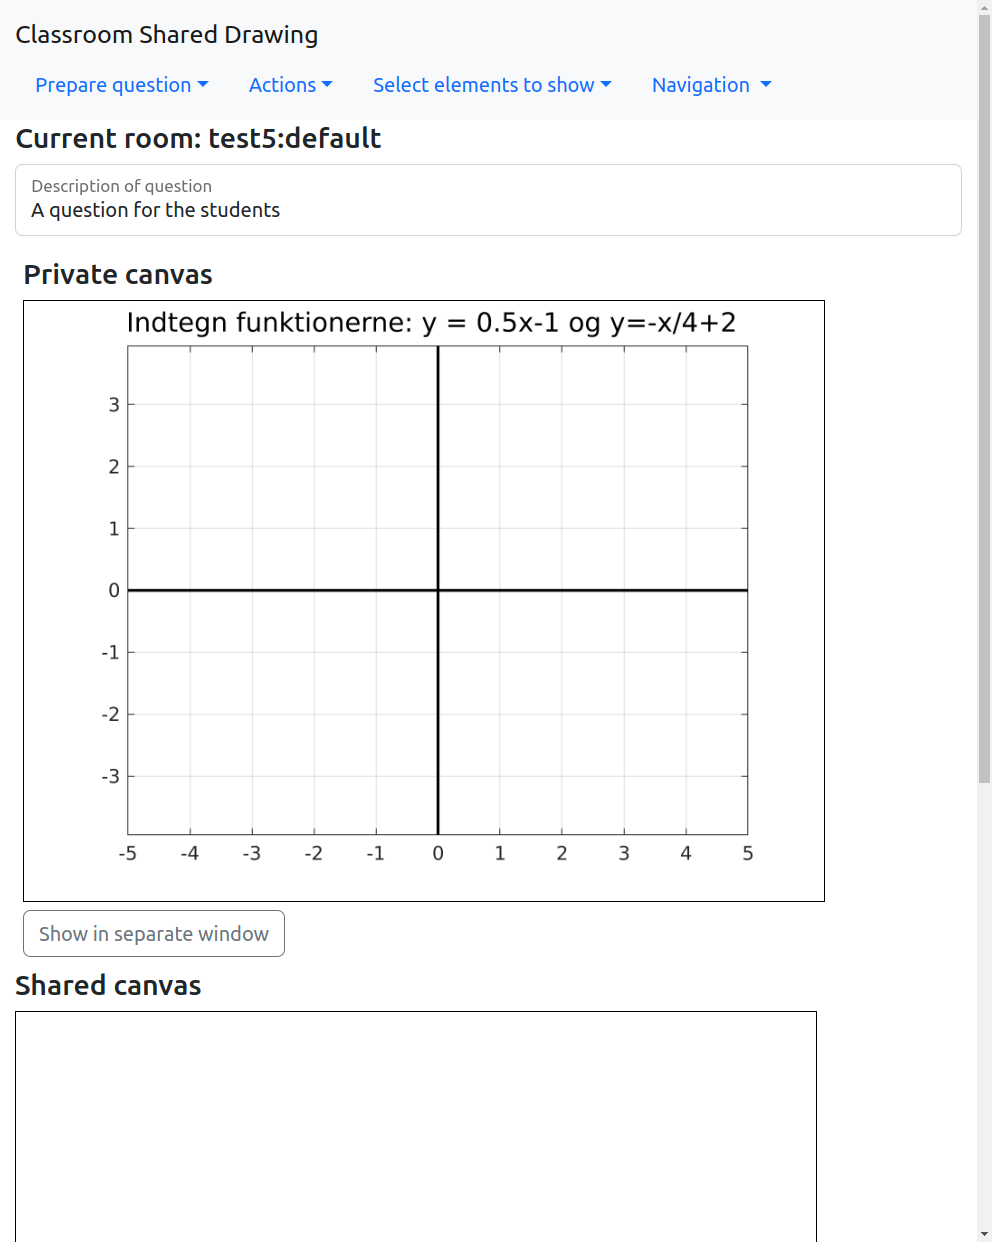 Classroom Shared Drawing
Prepare question Actions Select elements to show Navigation
Current room: test5:default
Description of question
A question for the students
Private canvas
Indtegn funktionerne: y = 0.5x-1 og y=-x/4+2
3
2
1
0
-1
-2
-3
-5 -4 -3 -2 -1 0 1 2 3 4 5
Show in separate window
Shared canvas